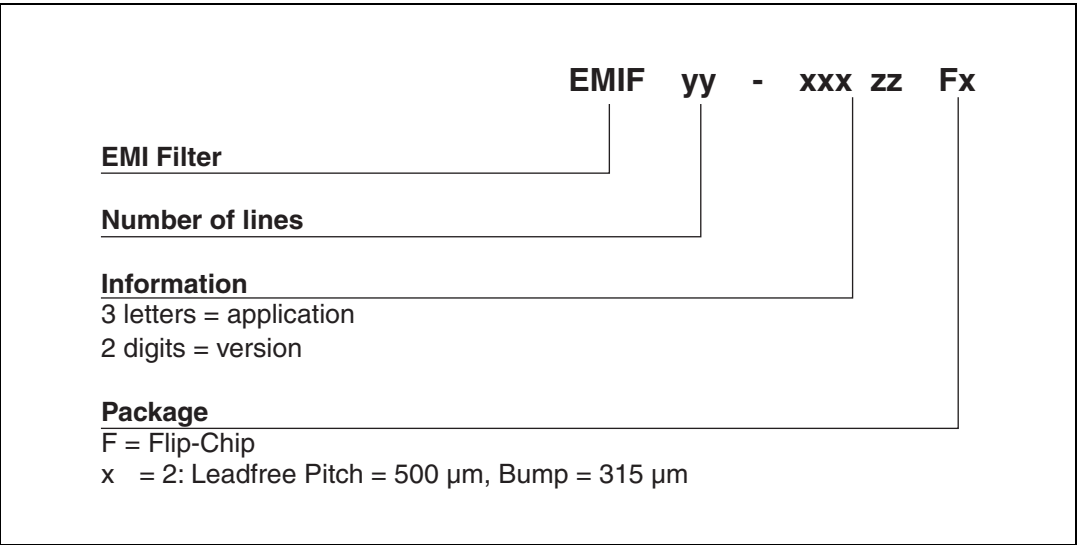 EMIF yy - xxx zz Fx
EMI Filter
Number of lines
Information
3 letters = application
2 digits = version
Package
F = Flip-Chip
x = 2: Leadfree Pitch = 500 µm, Bump = 315 µm